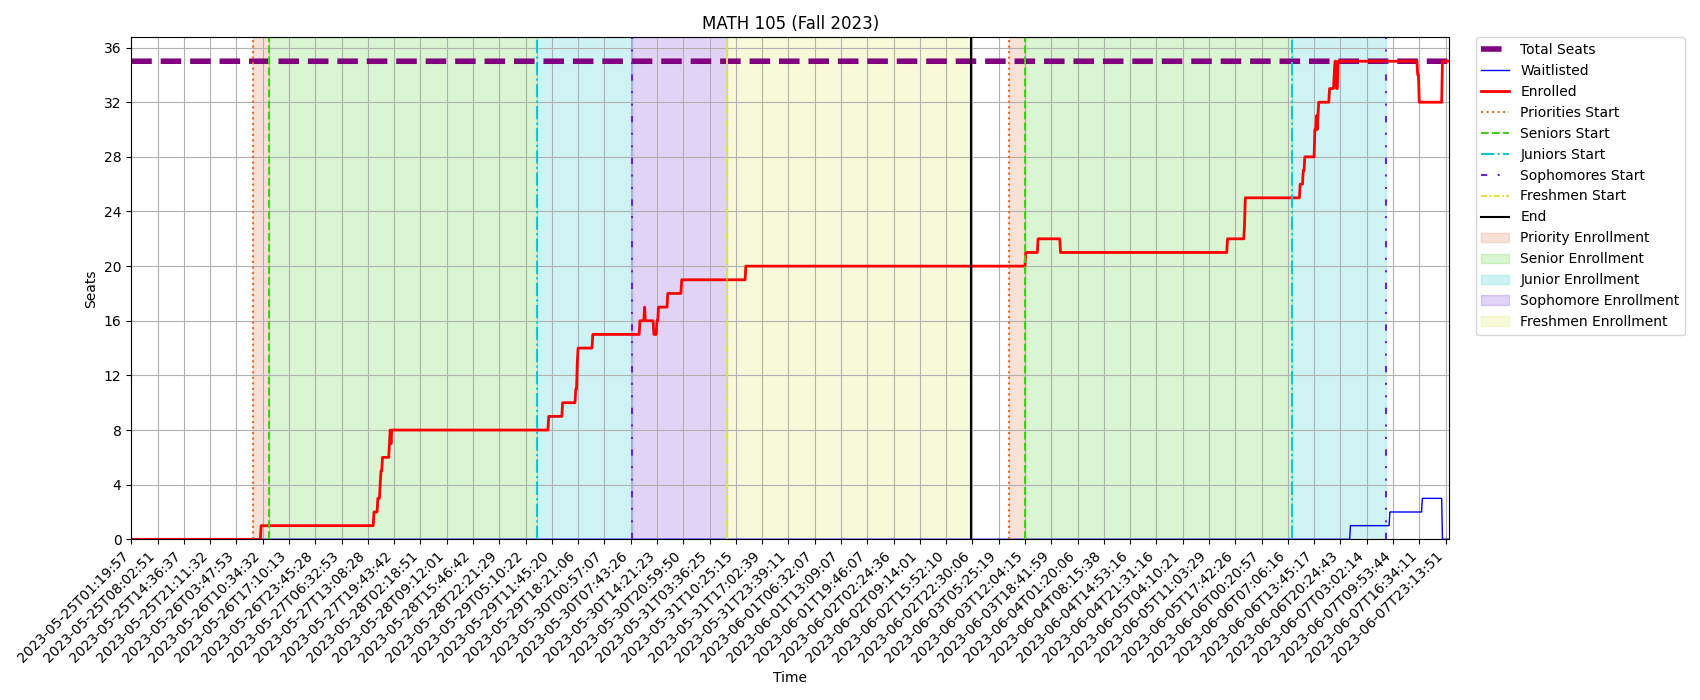 MATH 105 (Fall 2023)
Seats
36
32
28
24
20
16
12
8
4
0
2023-05-25T01:19:57
2023-05-25T08:02:51
2023-05-25T14:36:37
2023-05-25T21:11:32
2023-05-26T03:47:53
2023-05-26T10:34:32
2023-05-26T17:10:13
2023-05-26T23:45:28
2023-05-27T06:32:53
2023-05-27T13:08:28
2023-05-27T19:43:42
2023-05-28T02:18:51
2023-05-28T09:12:01
2023-05-28T15:46:42
2023-05-28T22:21:29
2023-05-29T05:10:22
2023-05-29T11:45:20
2023-05-29T18:21:06
2023-05-30T00:57:07
2023-05-30T07:43:26
2023-05-30T14:21:23
2023-05-30T20:59:50
2023-05-31T03:36:25
2023-05-31T10:25:15
2023-05-31T17:02:39
2023-05-31T23:39:11
2023-06-01T06:32:07
2023-06-01T13:09:07
2023-06-01T19:46:07
2023-06-02T02:24:36
2023-06-02T09:14:01
2023-06-02T15:52:10
2023-06-02T22:30:06
2023-06-03T05:25:19
2023-06-03T12:04:15
2023-06-03T18:41:59
2023-06-04T01:20:06
2023-06-04T08:15:38
2023-06-04T14:53:16
2023-06-04T21:31:16
2023-06-05T04:10:21
2023-06-05T11:03:29
2023-06-05T17:42:26
2023-06-06T00:20:57
2023-06-06T07:06:16
2023-06-06T13:45:17
2023-06-06T20:24:43
2023-06-07T03:02:14
2023-06-07T09:53:44
2023-06-07T16:34:11
2023-06-07T23:13:51
Time
Total Seats
Waitlisted
Enrolled
Priorities Start
Seniors Start
Juniors Start
Sophomores Start
Freshmen Start
End
Priority Enrollment
Senior Enrollment
Junior Enrollment
Sophomore Enrollment
Freshmen Enrollment